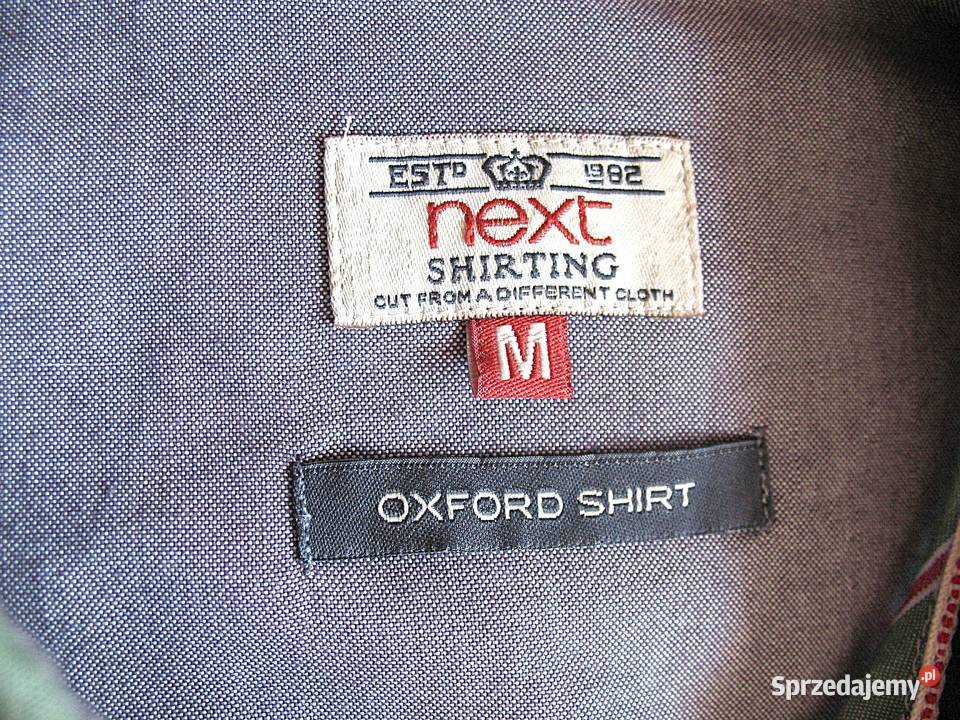 ESTD 1982
next
SHIRTING
CUT FROM A DIFFERENT CLOTH
M
OXFORD SHIRT
Sprzedajemy.pl